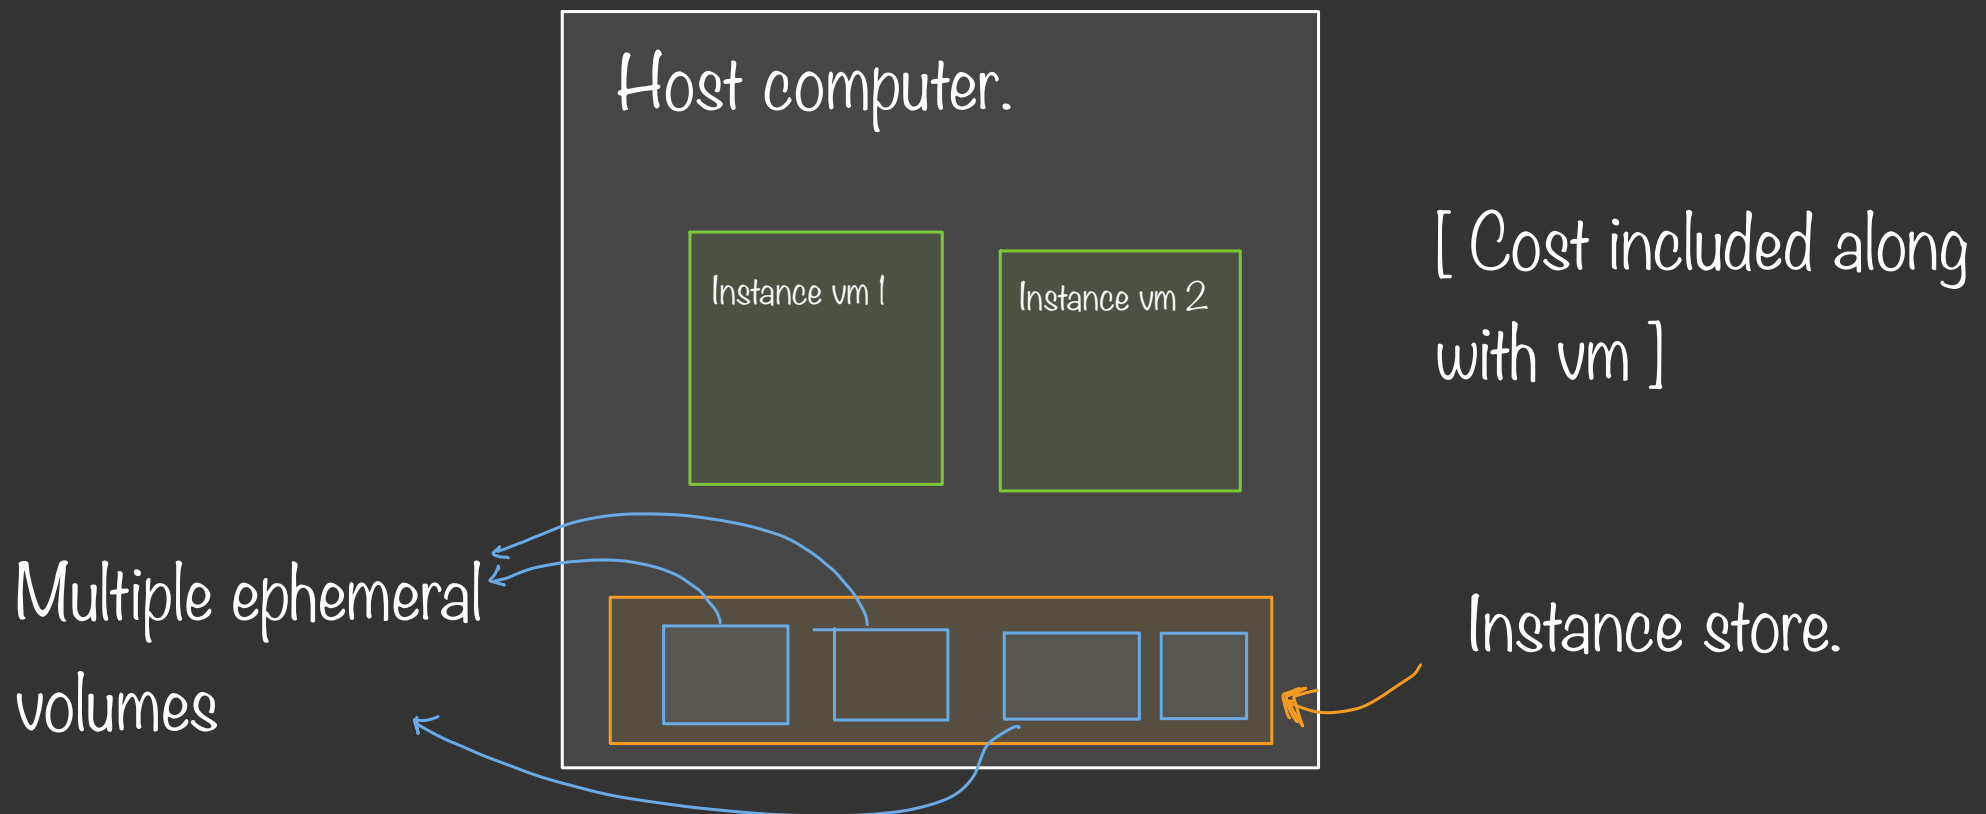 Host computer.
Instance vm 1
Instance vm 2
[ Cost included along
with vm ]
Multiple ephemeral
volumes
Instance store.